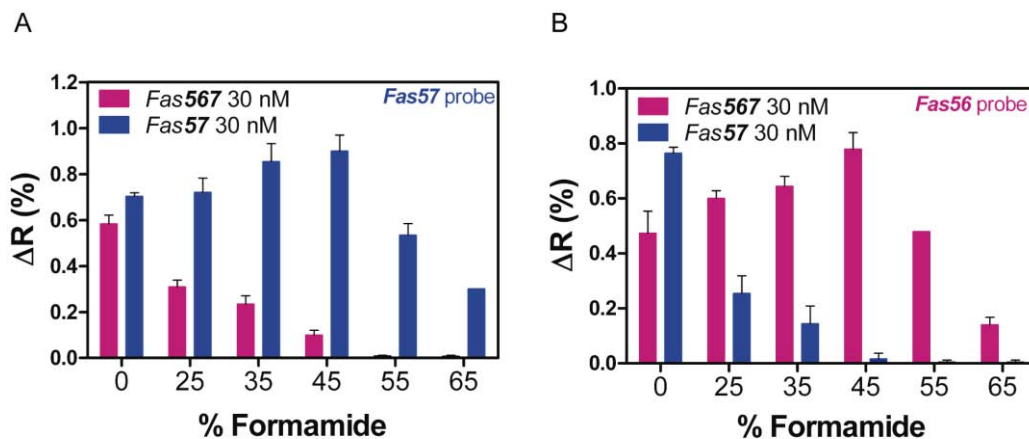 A
B
1.2
1.0
0.8
0.6
0.4
0.2
0.0
ΔR (%)
Fas567 30 nM
Fas57 30 nM
Fas57 probe
0 25 35 45 55 65
% Formamide
1.0
0.8
0.6
0.4
0.2
0.0
ΔR (%)
Fas567 30 nM
Fas57 30 nM
Fas56 probe
0 25 35 45 55 65
% Formamide